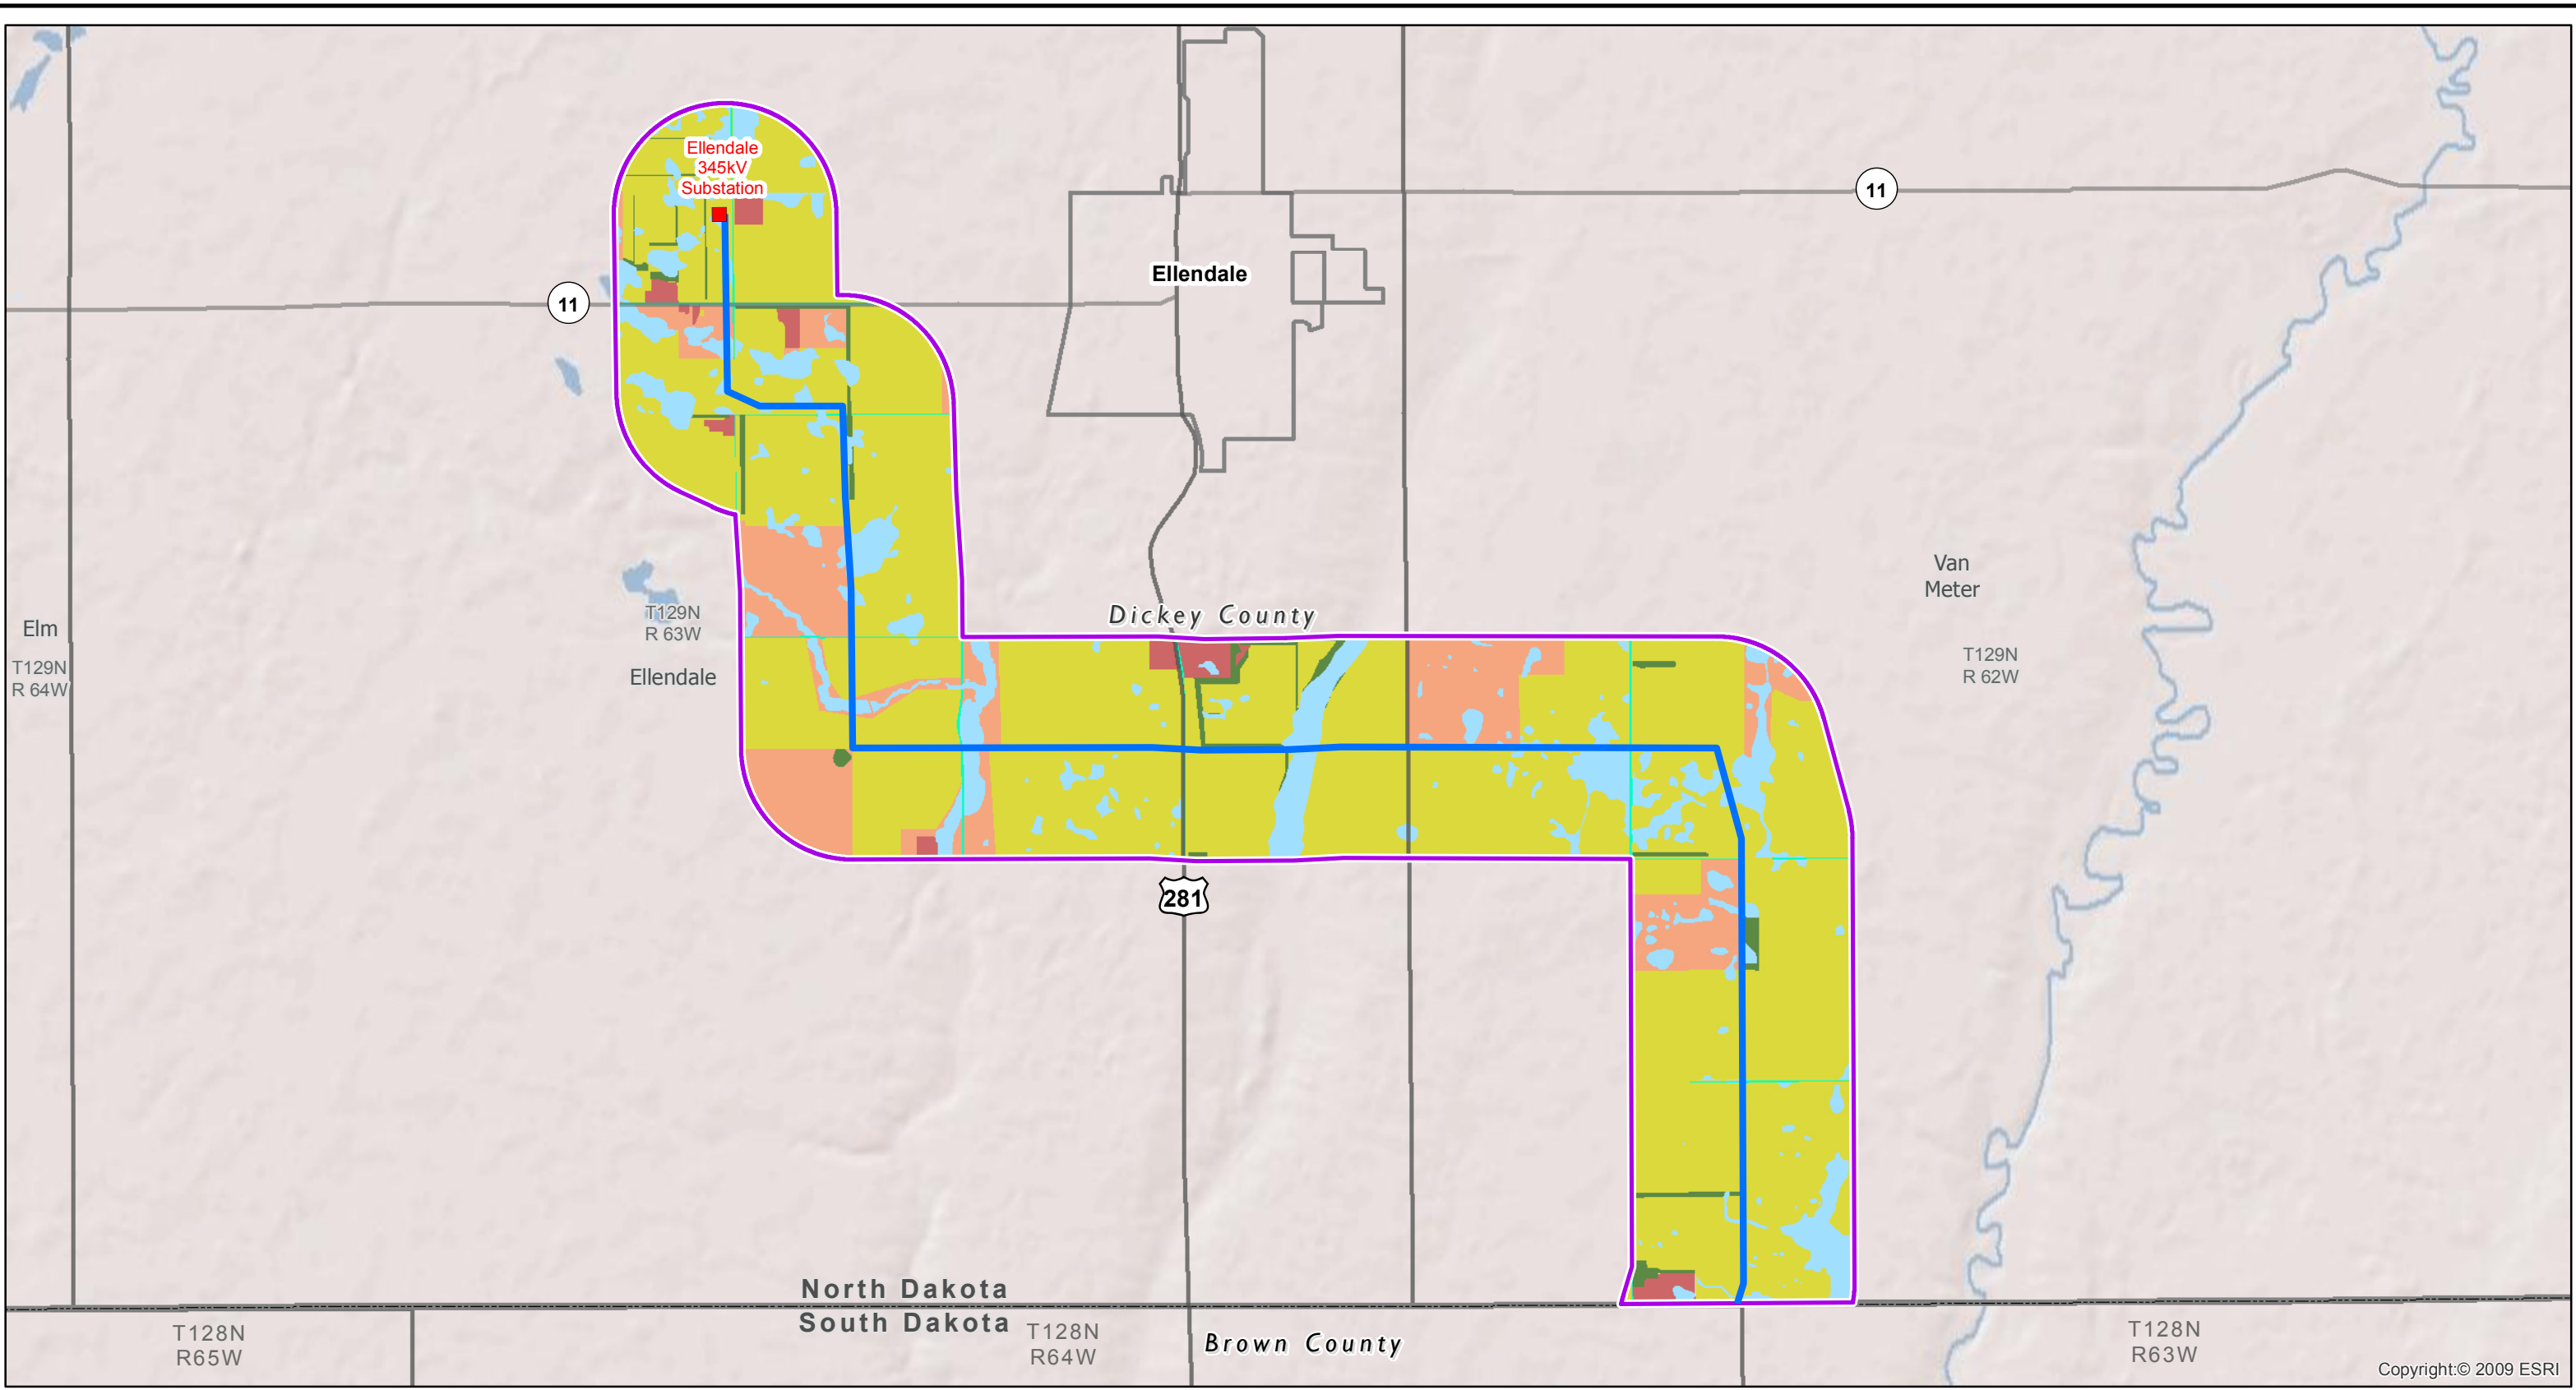 Ellendale
345kV
Substation
11
Ellendale
11
Van
Meter
Dickey County
T129N
R 63W
Elm
T129N
R 64W
Ellendale
T129N
R 62W
281
North Dakota
South Dakota
T128N
R65W
T128N
R64W
Brown County
T128N
R63W
Copyright:© 2009 ESRI